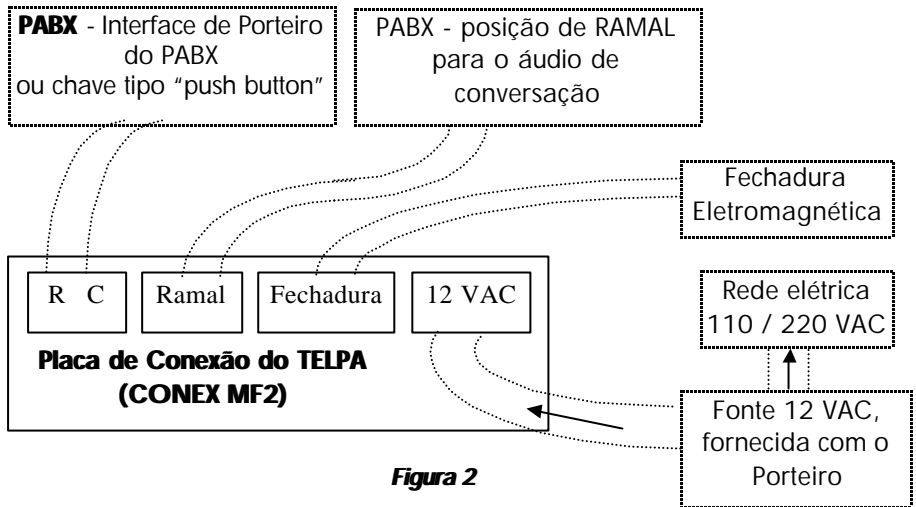 PABX - Interface de Porteiro
do PABX
ou chave tipo “push button”
PABX - posição de RAMAL
para o áudio de
conversação
Fechadura
Eletromagnética
R C
Ramal
Fechadura
12 VAC
Placa de Conexão do TELPA
(CONEX MF2)
Rede elétrica
110 / 220 VAC
Fonte 12 VAC,
fornecida com o
Porteiro
Figura 2